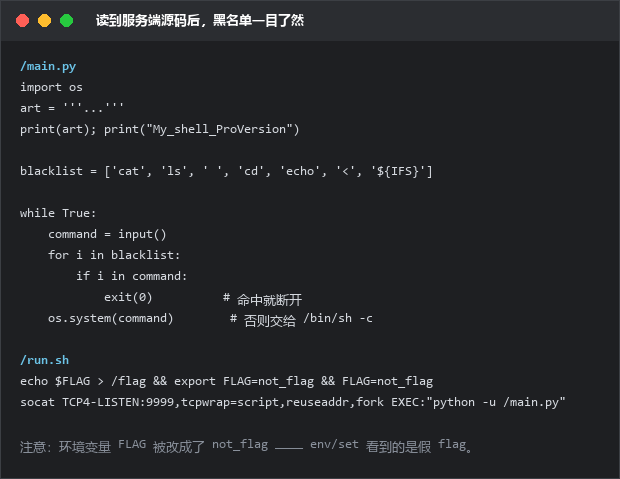 读到服务端源码后，黑名单一目了然
/main.py
import os
art = '''...'''
print(art); print("My_shell_ProVersion")
blacklist = ['cat', 'ls', ' ', 'cd', 'echo', '<', '${IFS}']
while True:
    command = input()
    for i in blacklist:
        if i in command:
            exit(0)          # 命中就断开
    os.system(command)        # 否则交给 /bin/sh -c
/run.sh
echo $FLAG > /flag && export FLAG=not_flag && FLAG=not_flag
socat TCP4-LISTEN:9999,tcpwrap=script,reuseaddr,fork EXEC:"python -u /main.py"
注意：环境变量 FLAG 被改成了 not_flag —— env/set 看到的是假 flag。